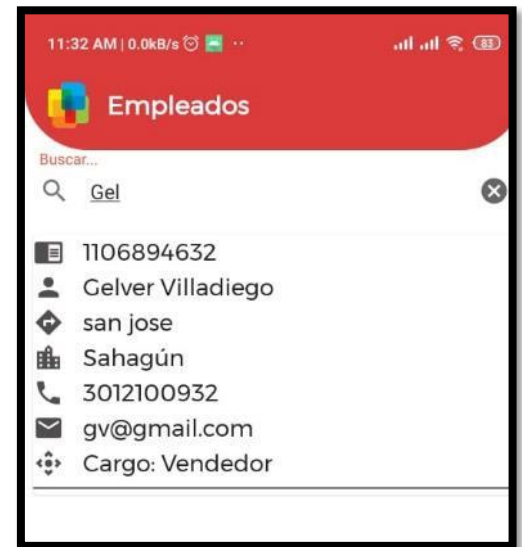 11:32 AM | 0.0kB/s ·· 83
Empleados
Buscar...
Gel
1106894632
Gelver Villadiego
san jose
Sahagún
3012100932
gv@gmail.com
Cargo: Vendedor